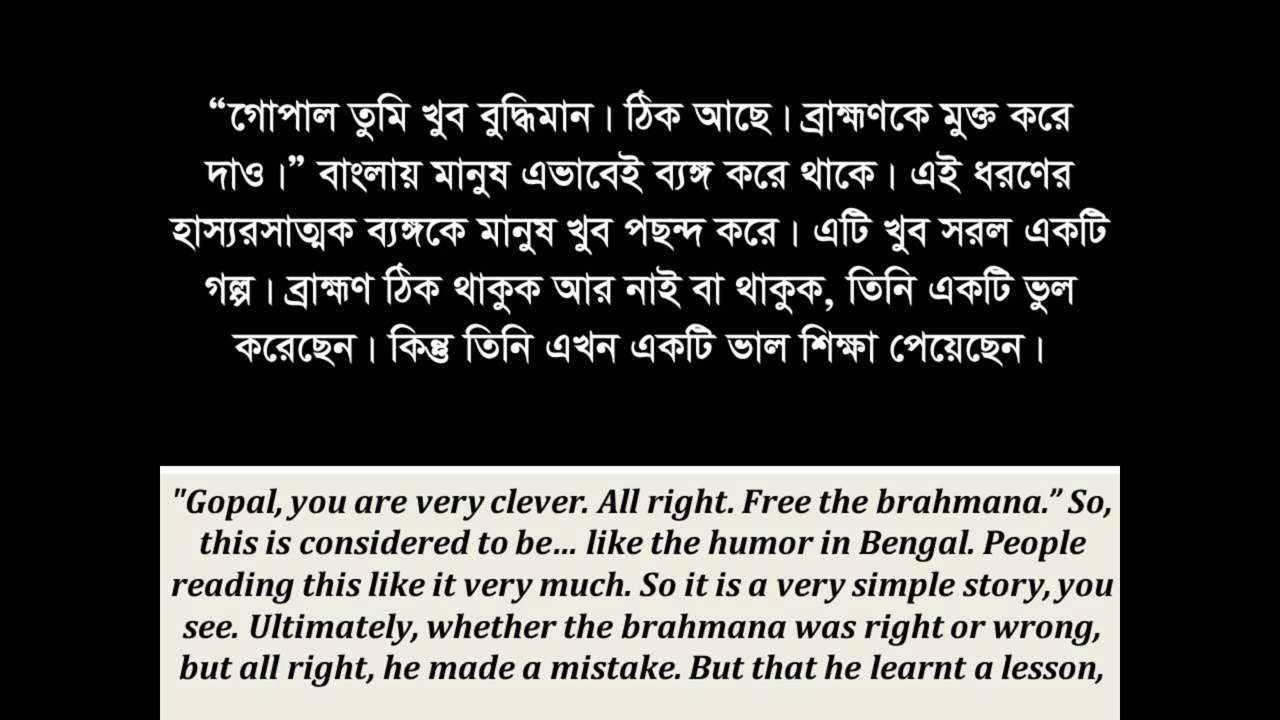 “গোপাল তুমি খুব বুদ্ধিমান। ঠিক আছে। ব্রাহ্মণকে মুক্ত করে
দাও।” বাংলায় মানুষ এভাবেই ব্যঙ্গ করে থাকে। এই ধরণের
হাস্যরসাত্মক ব্যঙ্গকে মানুষ খুব পছন্দ করে। এটি খুব সরল একটি
গল্প। ব্রাহ্মণ ঠিক থাকুক আর নাই বা থাকুক, তিনি একটি ভুল
করেছেন। কিন্তু তিনি এখন একটি ভাল শিক্ষা পেয়েছেন।
"Gopal, you are very clever. All right. Free the brahmana.” So,
this is considered to be... like the humor in Bengal. People
reading this like it very much. So it is a very simple story, you
see. Ultimately, whether the brahmana was right or wrong,
but all right, he made a mistake. But that he learnt a lesson,